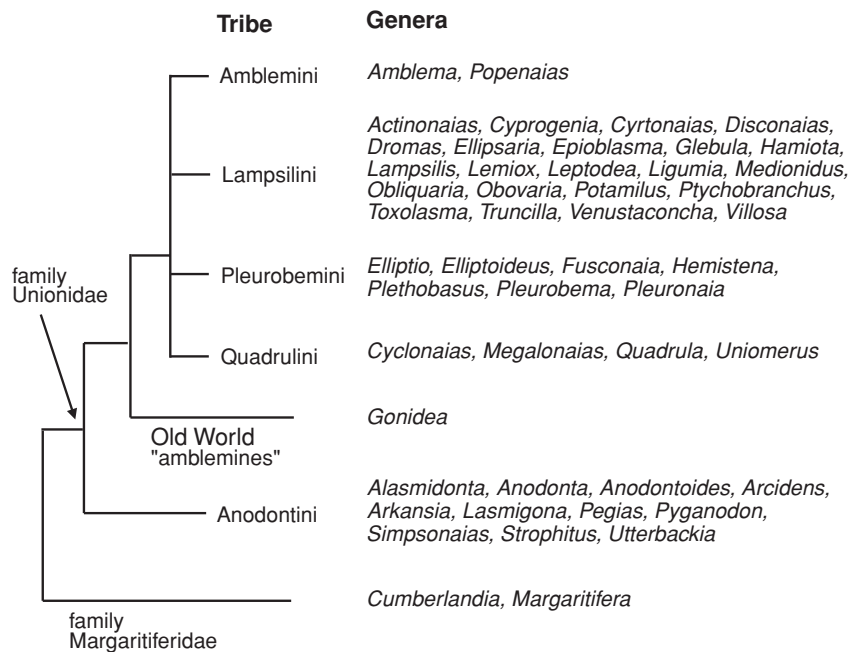 Tribe
Genera
Amblemini
Amblema, Popenaias
Lampsilini
Actinonaias, Cyprogenia, Cyrtonaias, Disconaias,
Dromas, Ellipsaria, Epioblasma, Glebula, Hamiota,
Lampsilis, Lemiox, Leptodea, Ligumia, Medionidus,
Obliquaria, Obovaria, Potamilus, Ptychobranchus,
Toxolasma, Truncilla, Venustaconcha, Villosa
family
Unionidae
Pleurobemini
Elliptio, Elliptoideus, Fusconaia, Hemistena,
Plethobasus, Pleurobema, Pleuronaia
Quadrulini
Cyclonaias, Megalonaias, Quadrula, Uniomerus
Old World
"amblemines"
Gonidea
Anodontini
Alasmidonta, Anodonta, Anodontoides, Arcidens,
Arkansia, Lasmigona, Pegias, Pyganodon,
Simpsonaias, Strophitus, Utterbackia
family
Margaritiferidae
Cumberlandia, Margaritifera